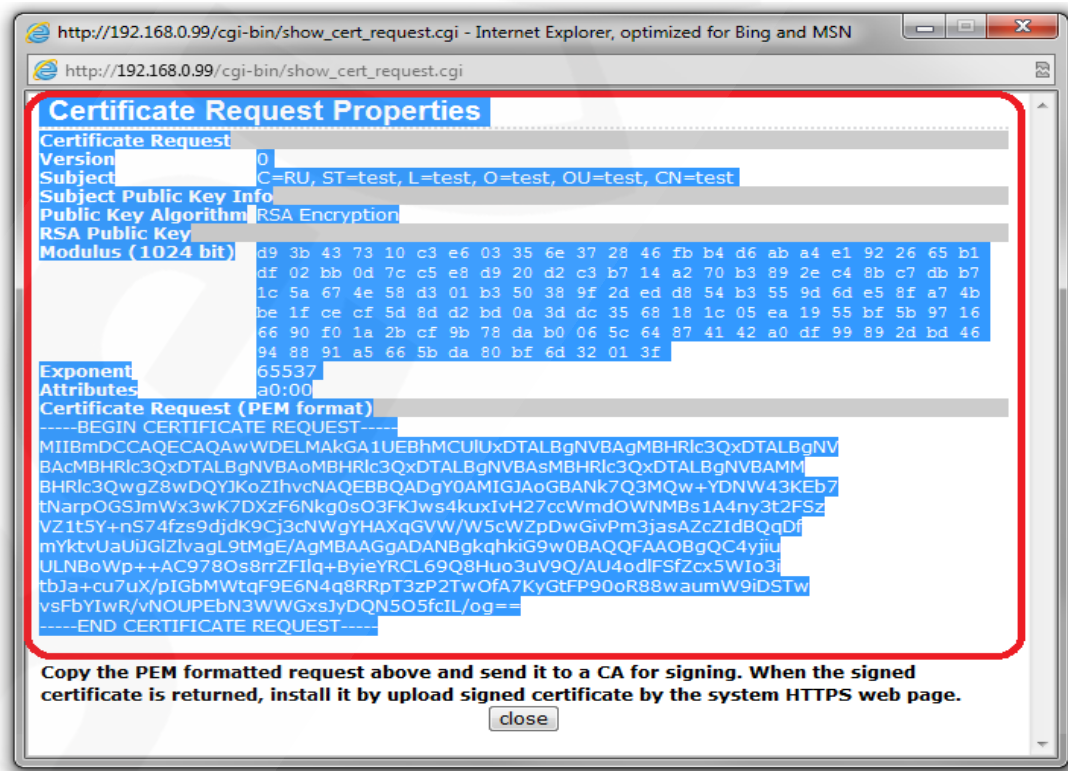 http://192.168.0.99/cgi-bin/show_cert_request.cgi - Internet Explorer, optimized for Bing and MSN
http://192.168.0.99/cgi-bin/show_cert_request.cgi
Certificate Request Properties
Certificate Request
Version 0
Subject C=RU, ST=test, L=test, O=test, OU=test, CN=test
Subject Public Key Info
Public Key Algorithm RSA Encryption
RSA Public Key
Modulus (1024 bit) d9 3b 43 73 10 c3 e6 03 35 6e 37 28 46 fb b4 d6 ab a4 e1 92 26 65 b1
df 02 bb 0d 7c c5 e8 d9 20 d2 c3 b7 14 a2 70 b3 89 2e c4 8b c7 db b7
1c 5a 67 4e 58 d3 01 b3 50 38 9f 2d ed d8 54 b3 55 9d 6d e5 8f a7 4b
be 1f ce cf 5d 8d d2 bd 0a 3d dc 35 68 18 1c 05 ea 19 55 bf 5b 97 16
66 90 f0 1a 2b cf 9b 78 da b0 06 5c 64 87 41 42 a0 df 99 89 2d bd 46
94 88 91 a5 66 5b da 80 bf 6d 32 01 3f
Exponent 65537
Attributes a0:00
Certificate Request (PEM format)
-----BEGIN CERTIFICATE REQUEST-----
MIIBmDCCAQECAQAwWDELMAkGA1UEBhMCUlUxDTALBgNVBAgMBHRlc3QxDTALBgNV
BAcMBHRlc3QxDTALBgNVBAoMBHRlc3QxDTALBgNVBAsMBHRlc3QxDTALBgNVBAMM
BHRlc3QwgZ8wDQYJKoZIhvcNAQEBBQADgY0AMIGJAoGBANk7Q3MQw+YDNW43KEb7
tNarpOGSJmWx3wK7DXzF6Nkg0sO3FKJws4kuxIvH27ccWmdOWNMBs1A4ny3t2FSz
VZ1t5Y+nS74fzs9djdK9Cj3cNWgYHAXqGVW/W5cWZpDwGivPm3jasAZcZIdBQqDf
mYktvUaUiJGlZlvagL9tMgE/AgMBAAGgADANBgkqhkiG9w0BAQQFAAOBgQC4yjiu
ULNBoWp++AC978Os8rrZFIlq+ByieYRCL69Q8Huo3uV9Q/AU4odlFSfZcx5WIo3i
tbJa+cu7uX/pIGbMWtqF9E6N4q8RRpT3zP2TwOfA7KyGtFP90oR88waumW9iDSTw
vsFbYIwR/vNOUPEbN3WWGxsJyDQN5O5fcIL/og==
-----END CERTIFICATE REQUEST-----
Copy the PEM formatted request above and send it to a CA for signing. When the signed
certificate is returned, install it by upload signed certificate by the system HTTPS web page.
close